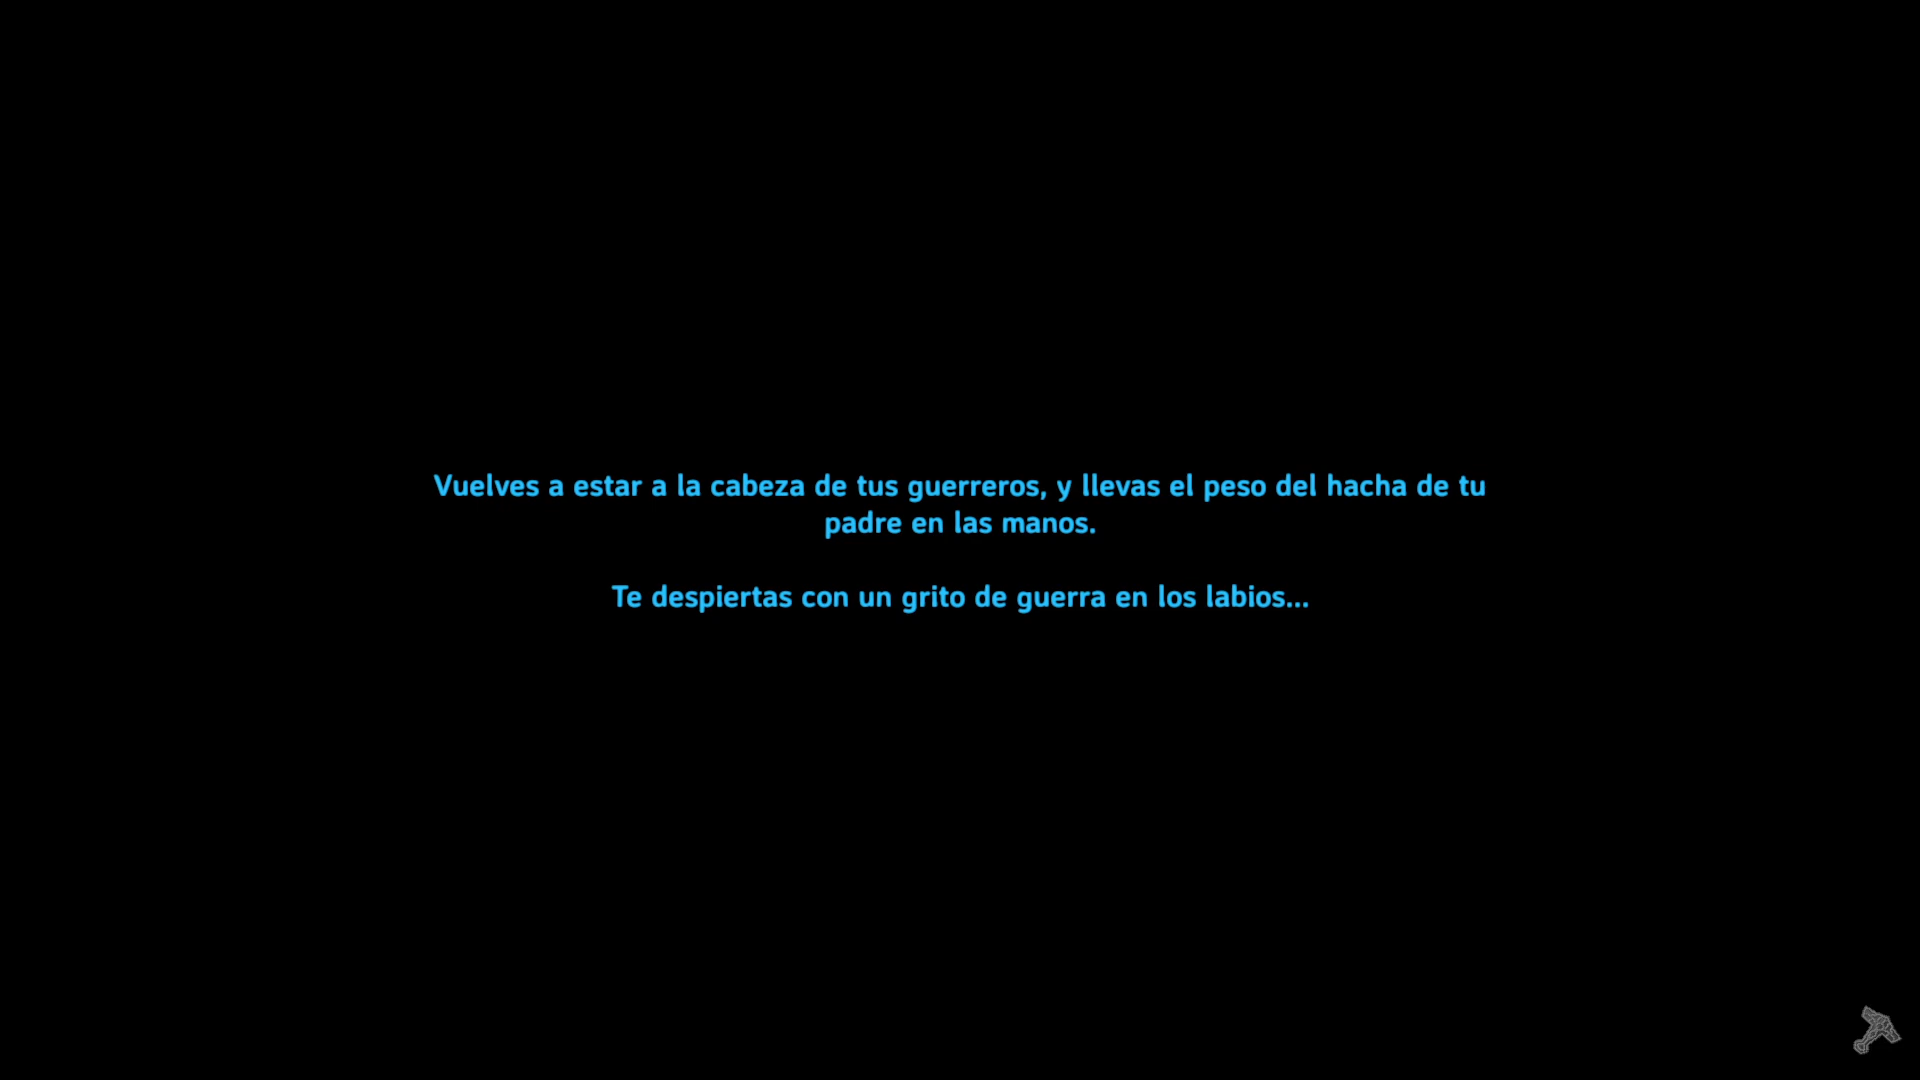 Vuelves a estar a la cabeza de tus guerreros, y llevas el peso del hacha de tu
padre en las manos.
Te despiertas con un grito de guerra en los labios...